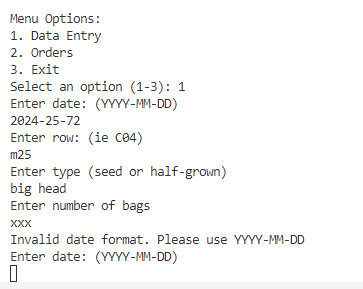 Menu Options:
1. Data Entry
2. Orders
3. Exit
Select an option (1-3): 1
Enter date: (YYYY-MM-DD)
2024-25-72
Enter row: (ie C04)
m25
Enter type (seed or half-grown)
big head
Enter number of bags
xxx
Invalid date format. Please use YYYY-MM-DD
Enter date: (YYYY-MM-DD)